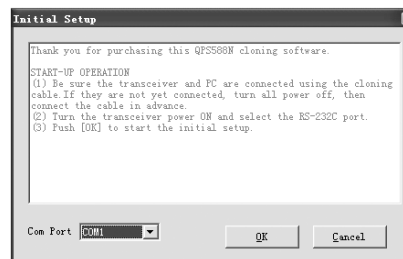 Initial Setup
Thank you for purchasing this QPS588N cloning software.
START-UP OPERATION
(1) Be sure the transceiver and PC are connected using the cloning
cable.If they are not yet connected, turn all power off, then
connect the cable in advance.
(2) Turn the transceiver power ON and select the RS-232C port.
(3) Push [OK] to start the initial setup.
Com Port COM1 OK Cancel